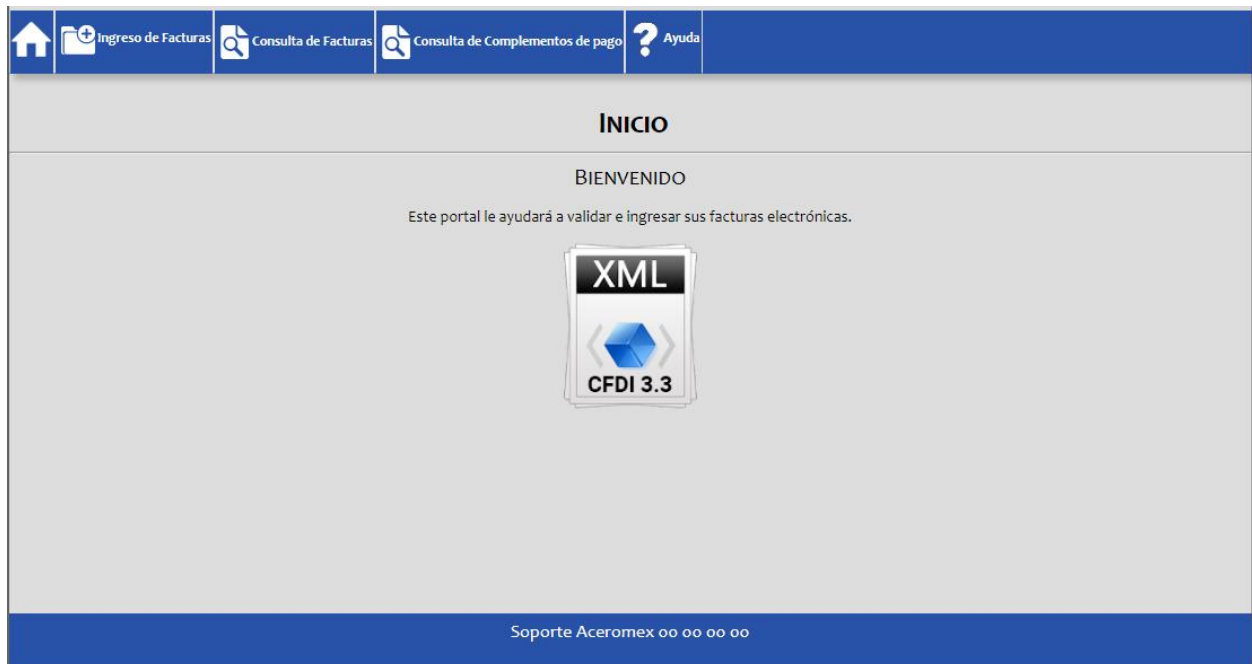 Ingreso de Facturas
Consulta de Facturas
Consulta de Complementos de pago
Ayuda
INICIO
BIENVENIDO
Este portal le ayudará a validar e ingresar sus facturas electrónicas.
XML
CFDI 3.3
Soporte Aceromex 00 00 00 00